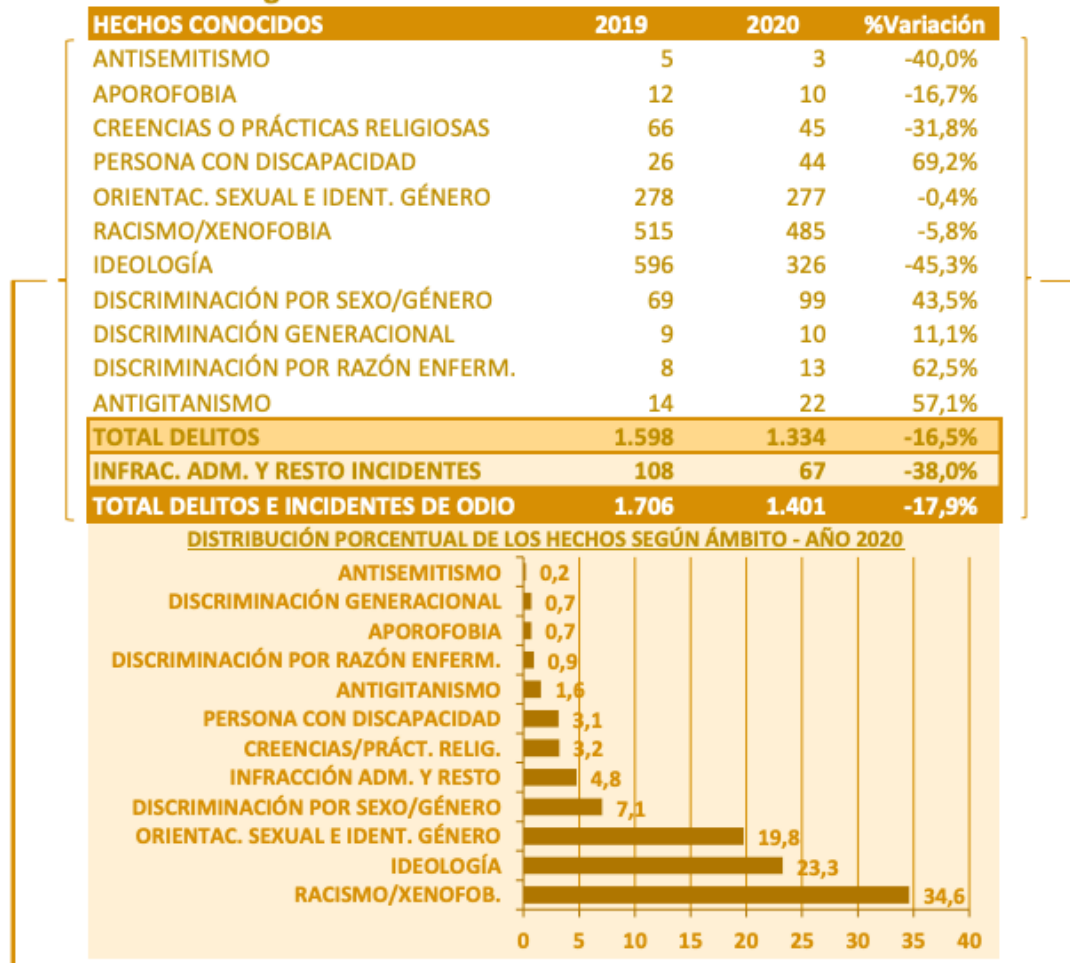 HECHOS CONOCIDOS 2019 2020 %Variación
ANTISEMITISMO 5 3 -40,0%
APOROFOBIA 12 10 -16,7%
CREENCIAS O PRÁCTICAS RELIGIOSAS 66 45 -31,8%
PERSONA CON DISCAPACIDAD 26 44 69,2%
ORIENTAC. SEXUAL E IDENT. GÉNERO 278 277 -0,4%
RACISMO/XENOFOBIA 515 485 -5,8%
IDEOLOGÍA 596 326 -45,3%
DISCRIMINACIÓN POR SEXO/GÉNERO 69 99 43,5%
DISCRIMINACIÓN GENERACIONAL 9 10 11,1%
DISCRIMINACIÓN POR RAZÓN ENFERM. 8 13 62,5%
ANTIGITANISMO 14 22 57,1%
TOTAL DELITOS 1.598 1.334 -16,5%
INFRAC. ADM. Y RESTO INCIDENTES 108 67 -38,0%
TOTAL DELITOS E INCIDENTES DE ODIO 1.706 1.401 -17,9%
DISTRIBUCIÓN PORCENTUAL DE LOS HECHOS SEGÚN ÁMBITO - AÑO 2020
ANTISEMITISMO 0,2
DISCRIMINACIÓN GENERACIONAL 0,7
APOROFOBIA 0,7
DISCRIMINACIÓN POR RAZÓN ENFERM. 0,9
ANTIGITANISMO 1,6
PERSONA CON DISCAPACIDAD 3,1
CREENCIAS/PRÁCT. RELIG. 3,2
INFRACCIÓN ADM. Y RESTO 4,8
DISCRIMINACIÓN POR SEXO/GÉNERO 7,1
ORIENTAC. SEXUAL E IDENT. GÉNERO 19,8
IDEOLOGÍA 23,3
RACISMO/XENOFOB. 34,6
0 5 10 15 20 25 30 35 40